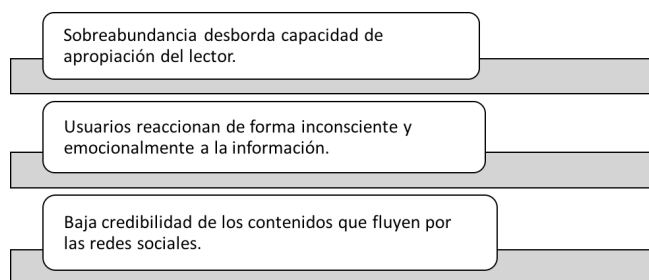 Sobreabundancia desborda capacidad de
apropiación del lector.
Usuarios reaccionan de forma inconsciente y
emocionalmente a la información.
Baja credibilidad de los contenidos que fluyen por
las redes sociales.